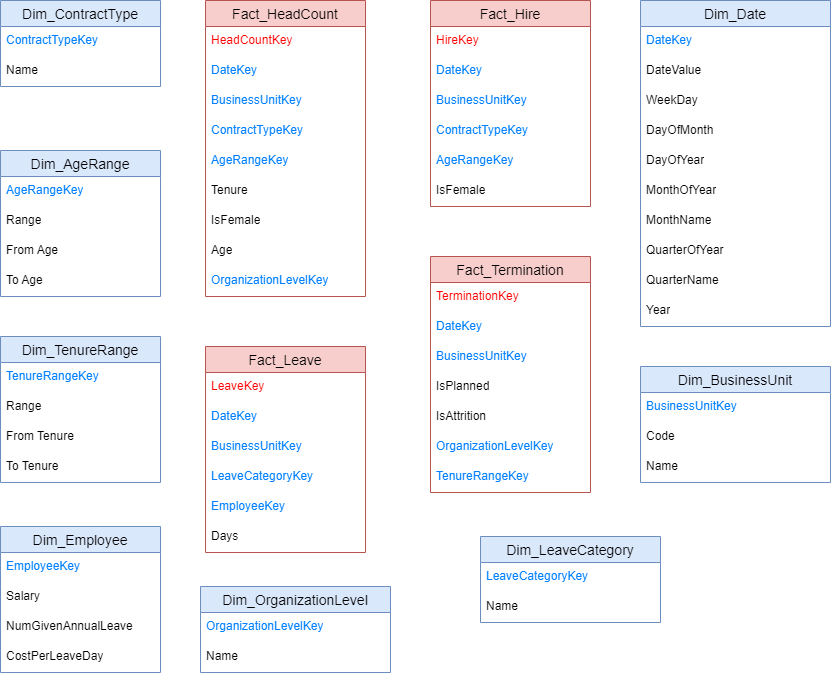 Dim_ContractType
ContractTypeKey
Name
Dim_AgeRange
AgeRangeKey
Range
From Age
To Age
Dim_TenureRange
TenureRangeKey
Range
From Tenure
To Tenure
Dim_Employee
EmployeeKey
Salary
NumGivenAnnualLeave
CostPerLeaveDay
Fact_HeadCount
HeadCountKey
DateKey
BusinessUnitKey
ContractTypeKey
AgeRangeKey
Tenure
IsFemale
Age
OrganizationLevelKey
Fact_Leave
LeaveKey
DateKey
BusinessUnitKey
LeaveCategoryKey
EmployeeKey
Days
Dim_OrganizationLevel
OrganizationLevelKey
Name
Fact_Hire
HireKey
DateKey
BusinessUnitKey
ContractTypeKey
AgeRangeKey
IsFemale
Fact_Termination
TerminationKey
DateKey
BusinessUnitKey
IsPlanned
IsAttrition
OrganizationLevelKey
TenureRangeKey
Dim_LeaveCategory
LeaveCategoryKey
Name
Dim_Date
DateKey
DateValue
WeekDay
DayOfMonth
DayOfYear
MonthOfYear
MonthName
QuarterOfYear
QuarterName
Year
Dim_BusinessUnit
BusinessUnitKey
Code
Name